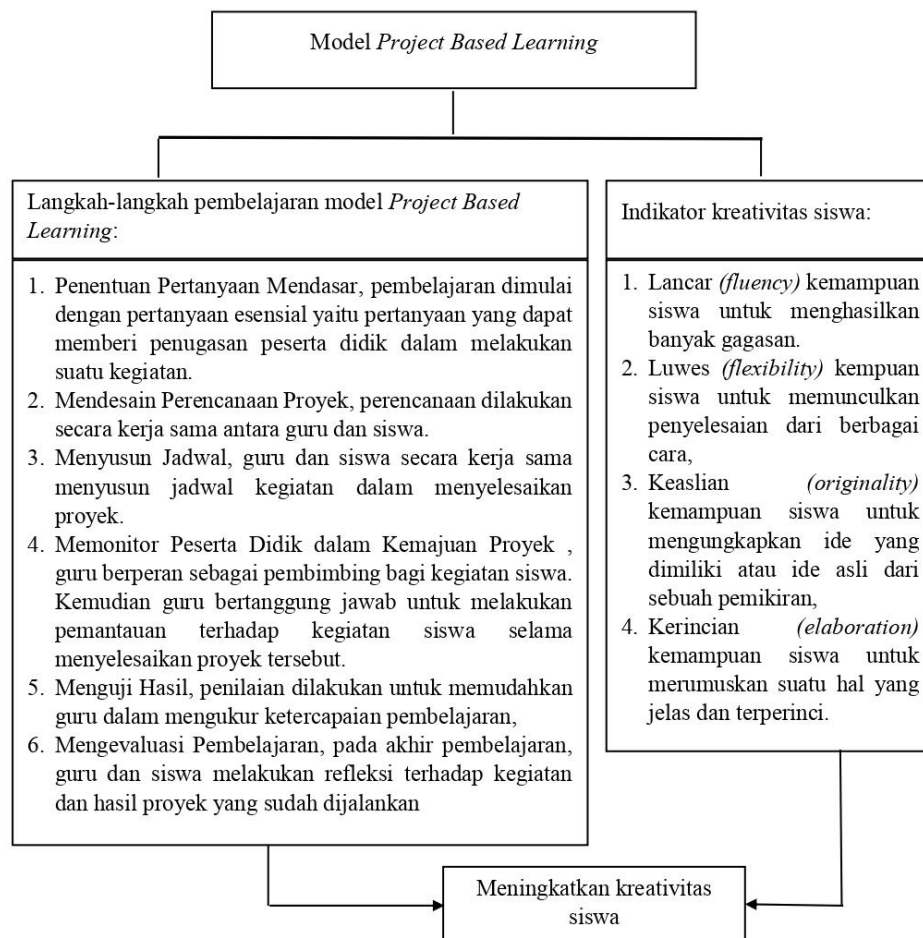 Model Project Based Learning
Langkah-langkah pembelajaran model Project Based
Learning:
1. Penentuan Pertanyaan Mendasar, pembelajaran dimulai
dengan pertanyaan esensial yaitu pertanyaan yang dapat
memberi penugasan peserta didik dalam melakukan
suatu kegiatan.
2. Mendesain Perencanaan Proyek, perencanaan dilakukan
secara kerja sama antara guru dan siswa.
3. Menyusun Jadwal, guru dan siswa secara kerja sama
menyusun jadwal kegiatan dalam menyelesaikan
proyek.
4. Memonitor Peserta Didik dalam Kemajuan Proyek ,
guru berperan sebagai pembimbing bagi kegiatan siswa.
Kemudian guru bertanggung jawab untuk melakukan
pemantauan terhadap kegiatan siswa selama
menyelesaikan proyek tersebut.
5. Menguji Hasil, penilaian dilakukan untuk memudahkan
guru dalam mengukur ketercapaian pembelajaran,
6. Mengevaluasi Pembelajaran, pada akhir pembelajaran,
guru dan siswa melakukan refleksi terhadap kegiatan
dan hasil proyek yang sudah dijalankan
Indikator kreativitas siswa:
1. Lancar (fluency) kemampuan
siswa untuk menghasilkan
banyak gagasan.
2. Luwes (flexibility) kempuan
siswa untuk memunculkan
penyelesaian dari berbagai
cara,
3. Keaslian (originality)
kemampuan siswa untuk
mengungkapkan ide yang
dimiliki atau ide asli dari
sebuah pemikiran,
4. Kerincian (elaboration)
kemampuan siswa untuk
merumuskan suatu hal yang
jelas dan terperinci.
Meningkatkan kreativitas
siswa